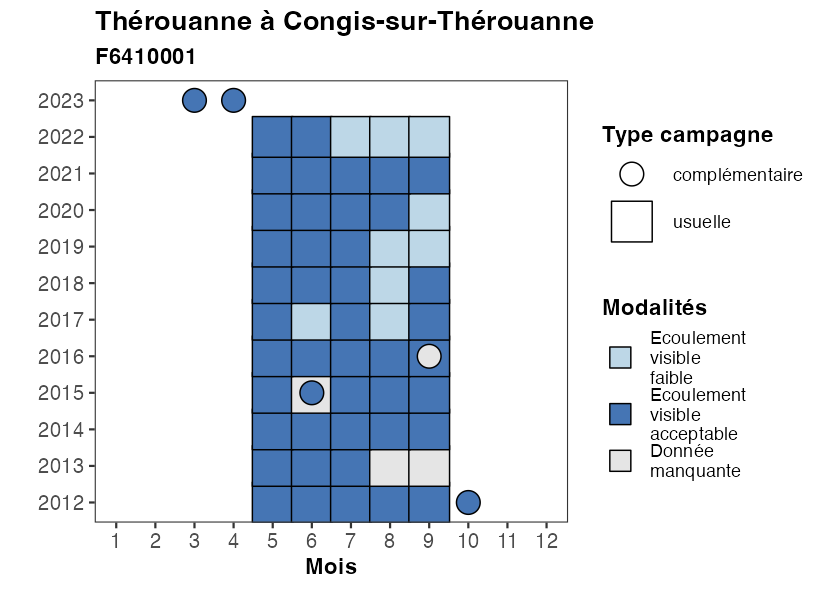 Thérouanne à Congis-sur-Thérouanne
F6410001
2023
2022
2021
2020
2019
2018
2017
2016
2015
2014
2013
2012
1 2 3 4 5 6 7 8 9 10 11 12
Mois
Type campagne
complémentaire
usuelle
Modalités
Ecoulement
visible
faible
Ecoulement
visible
acceptable
Donnée
manquante